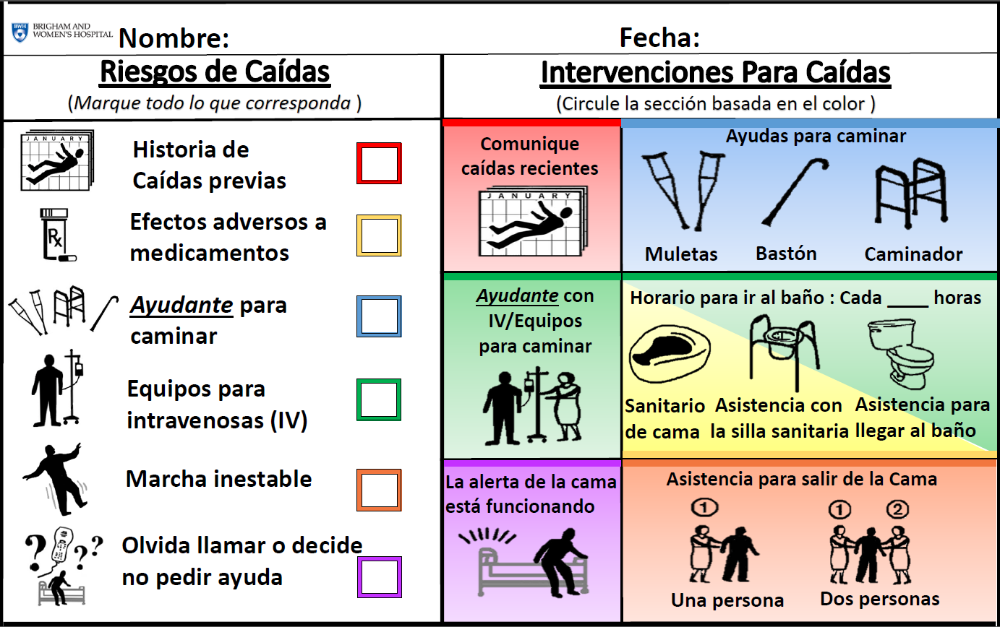 BWH
BRIGHAM AND
WOMEN'S HOSPITAL
Nombre:
Fecha:
Riesgos de Caídas
(Marque todo lo que corresponda )
JANUARY
Historia de
Caídas previas
Rx
Efectos adversos a
medicamentos
Ayudante para
caminar
Equipos para
intravenosas (IV)
Marcha inestable
? ? ?
Olvida llamar o decide
no pedir ayuda
Intervenciones Para Caídas
(Circule la sección basada en el color )
Comunique
caídas recientes
JANUARY
Ayudas para caminar
Muletas
Bastón
Caminador
Ayudante con
IV/Equipos
para caminar
Horario para ir al baño : Cada ____ horas
Sanitario
de cama
Asistencia con
la silla sanitaria
Asistencia para
llegar al baño
La alerta de la cama
está funcionando
Asistencia para salir de la Cama
1
Una persona
1 2
Dos personas